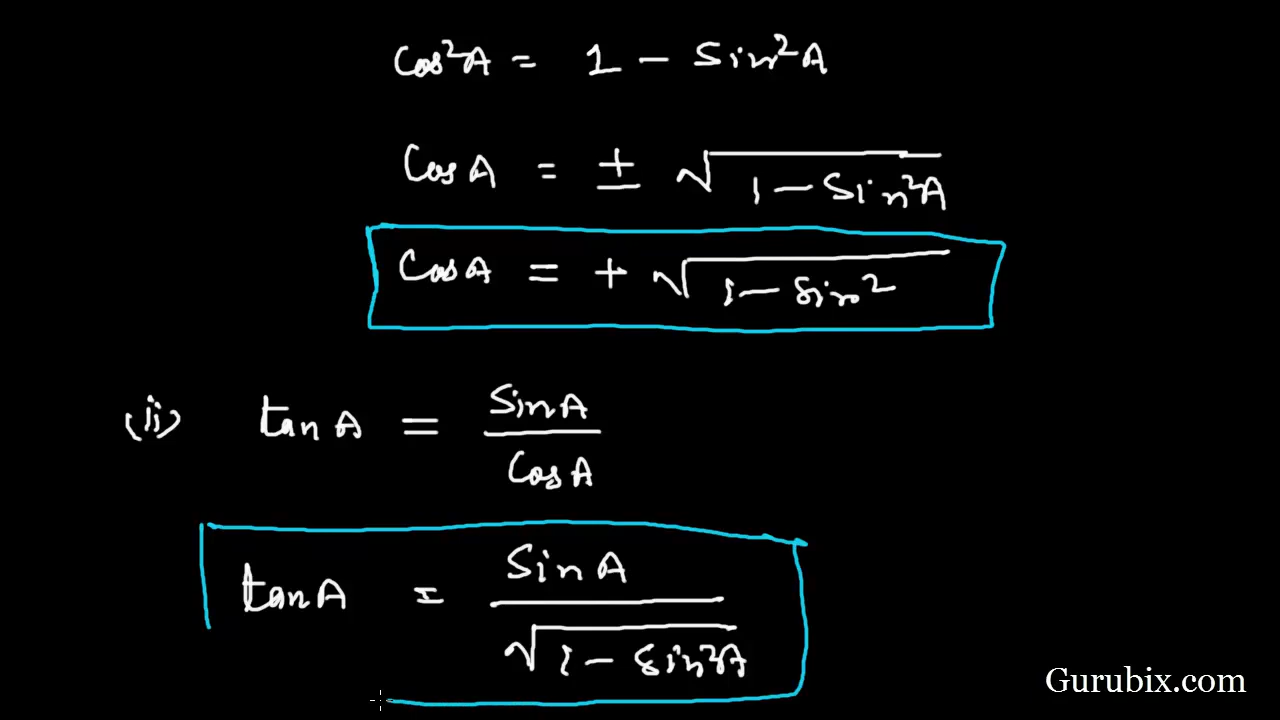 Cos²A = 1 - Sin²A
CosA = ± √1 - Sin²A
CosA = + √1 - Sin²
(ii) tanA = SinA / CosA
tanA = SinA / √1 - Sin²A
Gurubix.com